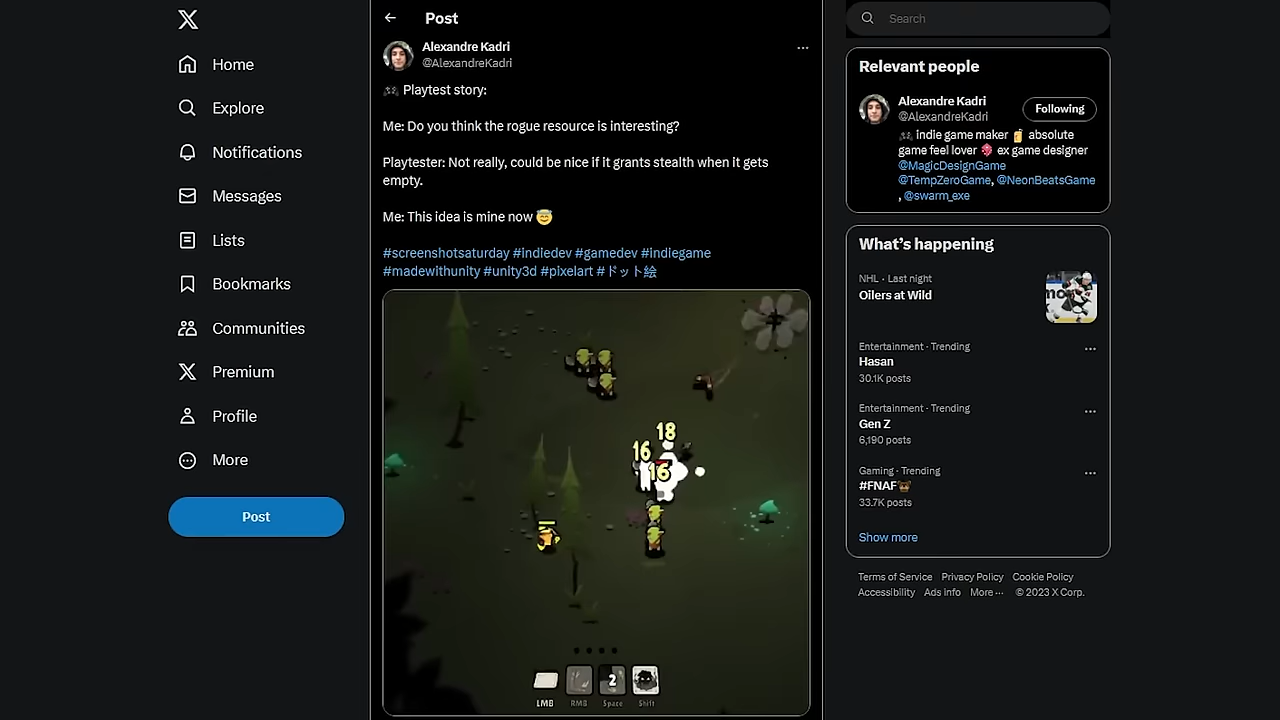 Home
Explore
Notifications
Messages
Lists
Bookmarks
Communities
Premium
Profile
More
Post
Post
Alexandre Kadri
@AlexandreKadri
🎮 Playtest story:
Me: Do you think the rogue resource is interesting?
Playtester: Not really, could be nice if it grants stealth when it gets
empty.
Me: This idea is mine now 😇
#screenshotsaturday #indiedev #gamedev #indiegame
#madewithunity #unity3d #pixelart #ドット絵
18
16
16
2
LMB RMB Space Shift
Search
Relevant people
Alexandre Kadri
@AlexandreKadri
Following
🎮 indie game maker 🍺 absolute
game feel lover 🎲 ex game designer
@MagicDesignGame
@TempZeroGame, @NeonBeatsGame
, @swarm_exe
What's happening
NHL · Last night
Oilers at Wild
Entertainment · Trending
Hasan
30.1K posts
Entertainment · Trending
Gen Z
6,190 posts
Gaming · Trending
#FNAF
33.7K posts
Show more
Terms of Service Privacy Policy Cookie Policy
Accessibility Ads info More ··· © 2023 X Corp.